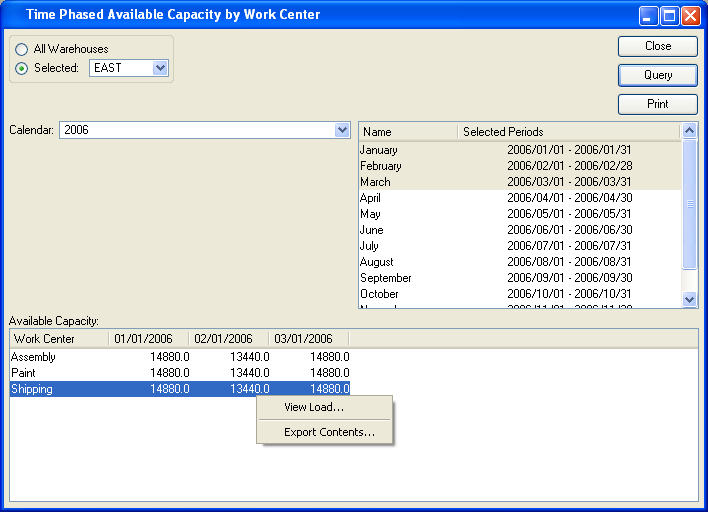 Time Phased Available Capacity by Work Center
All Warehouses
Selected: EAST
Close
Query
Print
Calendar: 2006
Name Selected Periods
January 2006/01/01 - 2006/01/31
February 2006/02/01 - 2006/02/28
March 2006/03/01 - 2006/03/31
April 2006/04/01 - 2006/04/30
May 2006/05/01 - 2006/05/31
June 2006/06/01 - 2006/06/30
July 2006/07/01 - 2006/07/31
August 2006/08/01 - 2006/08/31
September 2006/09/01 - 2006/09/30
October 2006/10/01 - 2006/10/31
Available Capacity:
Work Center 01/01/2006 02/01/2006 03/01/2006
Assembly 14880.0 13440.0 14880.0
Paint 14880.0 13440.0 14880.0
Shipping 14880.0 13440.0 14880.0
View Load...
Export Contents...